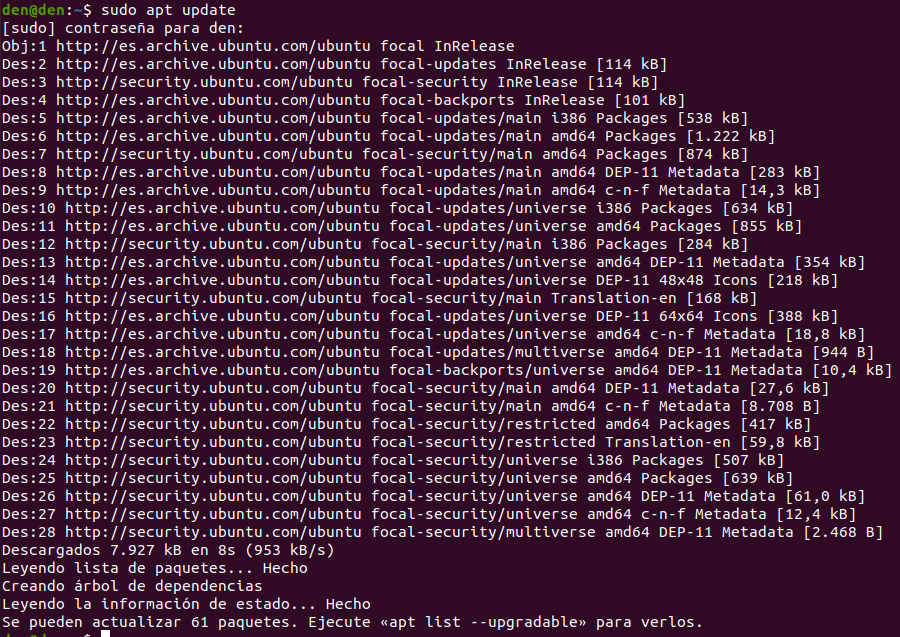 den@den:~$ sudo apt update
[sudo] contraseña para den:
Obj:1 http://es.archive.ubuntu.com/ubuntu focal InRelease
Des:2 http://es.archive.ubuntu.com/ubuntu focal-updates InRelease [114 kB]
Des:3 http://security.ubuntu.com/ubuntu focal-security InRelease [114 kB]
Des:4 http://es.archive.ubuntu.com/ubuntu focal-backports InRelease [101 kB]
Des:5 http://es.archive.ubuntu.com/ubuntu focal-updates/main i386 Packages [538 kB]
Des:6 http://es.archive.ubuntu.com/ubuntu focal-updates/main amd64 Packages [1.222 kB]
Des:7 http://security.ubuntu.com/ubuntu focal-security/main amd64 Packages [874 kB]
Des:8 http://es.archive.ubuntu.com/ubuntu focal-updates/main amd64 DEP-11 Metadata [283 kB]
Des:9 http://es.archive.ubuntu.com/ubuntu focal-updates/main amd64 c-n-f Metadata [14,3 kB]
Des:10 http://es.archive.ubuntu.com/ubuntu focal-updates/universe i386 Packages [634 kB]
Des:11 http://es.archive.ubuntu.com/ubuntu focal-updates/universe amd64 Packages [855 kB]
Des:12 http://security.ubuntu.com/ubuntu focal-security/main i386 Packages [284 kB]
Des:13 http://es.archive.ubuntu.com/ubuntu focal-updates/universe amd64 DEP-11 Metadata [354 kB]
Des:14 http://es.archive.ubuntu.com/ubuntu focal-updates/universe DEP-11 48x48 Icons [218 kB]
Des:15 http://security.ubuntu.com/ubuntu focal-security/main Translation-en [168 kB]
Des:16 http://es.archive.ubuntu.com/ubuntu focal-updates/universe DEP-11 64x64 Icons [388 kB]
Des:17 http://es.archive.ubuntu.com/ubuntu focal-updates/universe amd64 c-n-f Metadata [18,8 kB]
Des:18 http://es.archive.ubuntu.com/ubuntu focal-updates/multiverse amd64 DEP-11 Metadata [944 B]
Des:19 http://es.archive.ubuntu.com/ubuntu focal-backports/universe amd64 DEP-11 Metadata [10,4 kB]
Des:20 http://security.ubuntu.com/ubuntu focal-security/main amd64 DEP-11 Metadata [27,6 kB]
Des:21 http://security.ubuntu.com/ubuntu focal-security/main amd64 c-n-f Metadata [8.708 B]
Des:22 http://security.ubuntu.com/ubuntu focal-security/restricted amd64 Packages [417 kB]
Des:23 http://security.ubuntu.com/ubuntu focal-security/restricted Translation-en [59,8 kB]
Des:24 http://security.ubuntu.com/ubuntu focal-security/universe i386 Packages [507 kB]
Des:25 http://security.ubuntu.com/ubuntu focal-security/universe amd64 Packages [639 kB]
Des:26 http://security.ubuntu.com/ubuntu focal-security/universe amd64 DEP-11 Metadata [61,0 kB]
Des:27 http://security.ubuntu.com/ubuntu focal-security/universe amd64 c-n-f Metadata [12,4 kB]
Des:28 http://security.ubuntu.com/ubuntu focal-security/multiverse amd64 DEP-11 Metadata [2.468 B]
Descargados 7.927 kB en 8s (953 kB/s)
Leyendo lista de paquetes... Hecho
Creando árbol de dependencias
Leyendo la información de estado... Hecho
Se pueden actualizar 61 paquetes. Ejecute «apt list --upgradable» para verlos.